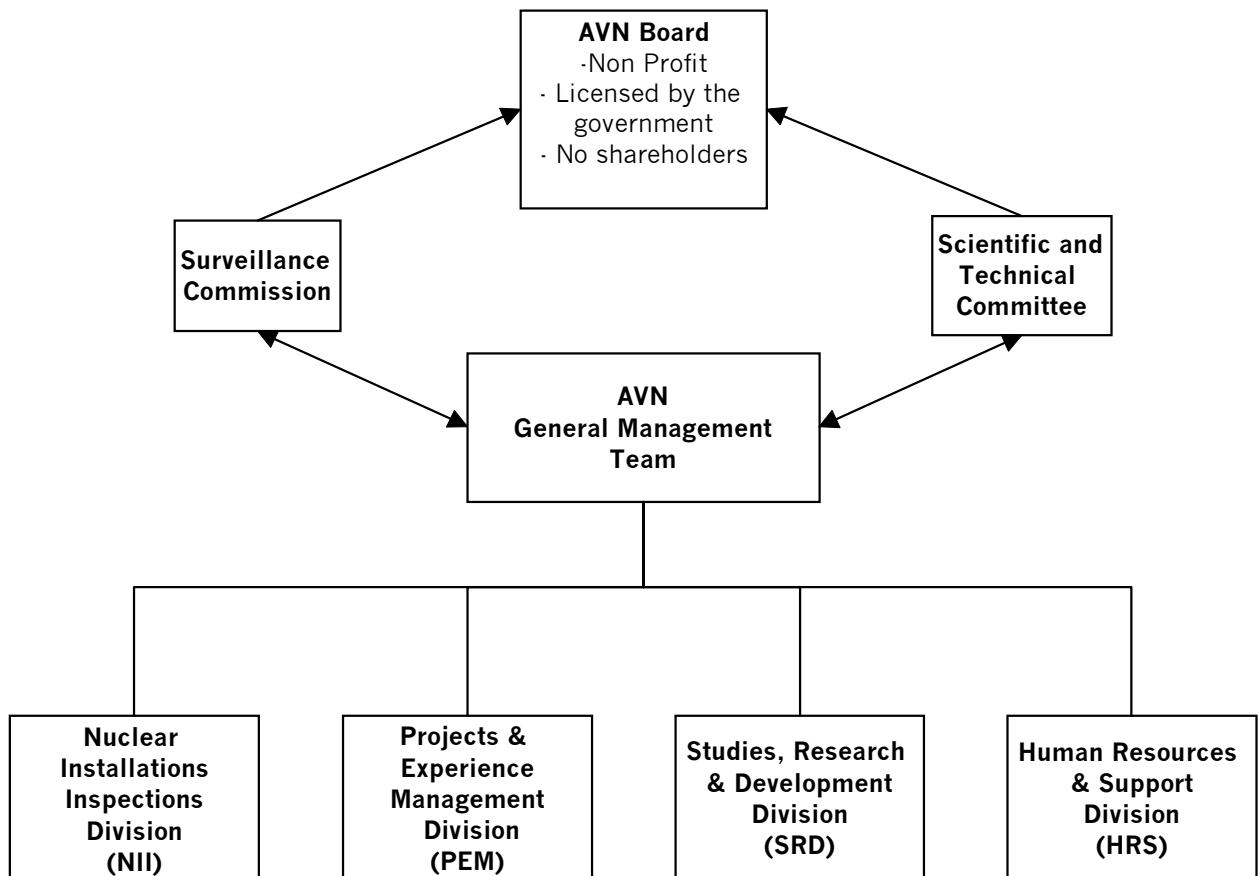 AVN Board
-Non Profit
- Licensed by the
government
- No shareholders
Surveillance
Commission
Scientific and
Technical
Committee
AVN
General Management
Team
Nuclear
Installations
Inspections
Division
(NII)
Projects &
Experience
Management
Division
(PEM)
Studies, Research
& Development
Division
(SRD)
Human Resources
& Support
Division
(HRS)